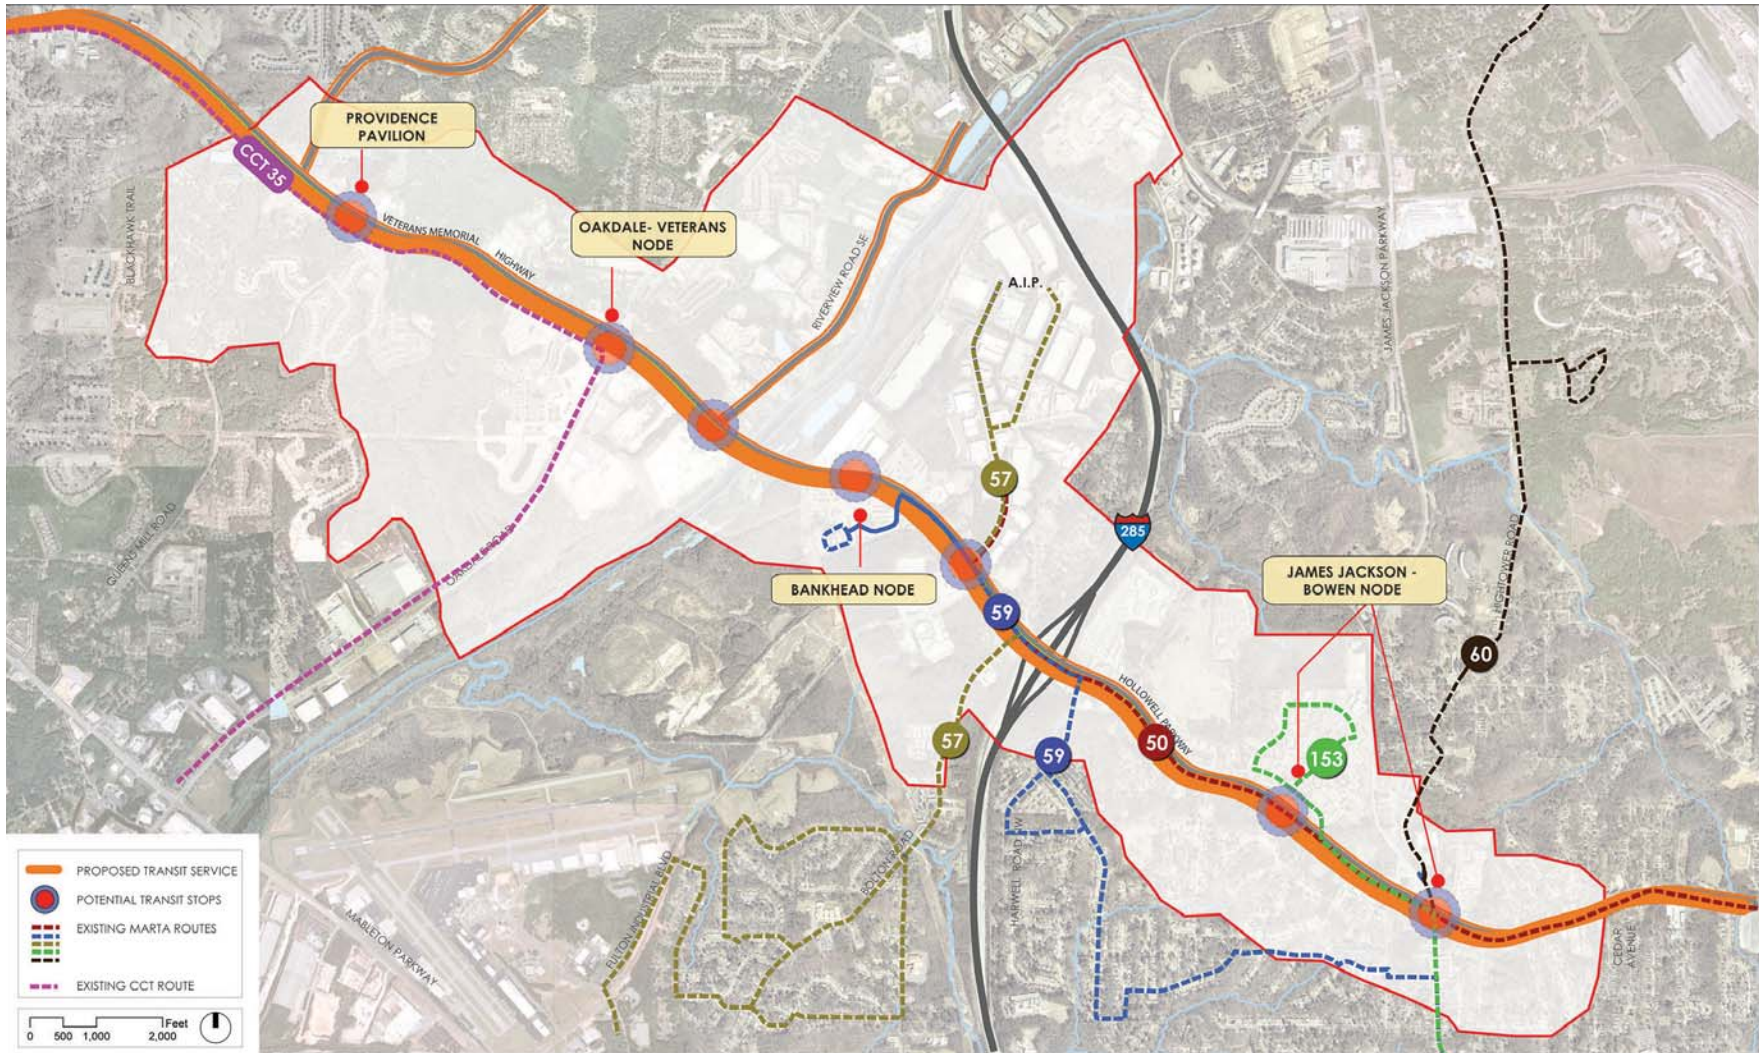 PROVIDENCE
PAVILION
CCT 35
BLACKHAWK TRAIL
VETERANS MEMORIAL
HIGHWAY
OAKDALE- VETERANS
NODE
RIVERVIEW ROAD SE
A.I.P.
JAMES JACKSON PARKWAY
57
285
QUEENS MILL ROAD
OAKDALE ROAD
BANKHEAD NODE
59
JAMES JACKSON -
BOWEN NODE
HIGHTOWER ROAD
60
HOLLOWELL PARKWAY
57
59
50
153
BOLTON ROAD
HARWELL ROAD NW
FULTON INDUSTRIAL BLVD
MABLETON PARKWAY
CEDAR
AVENUE
PROPOSED TRANSIT SERVICE
POTENTIAL TRANSIT STOPS
EXISTING MARTA ROUTES
EXISTING CCT ROUTE
Feet
0 500 1,000 2,000